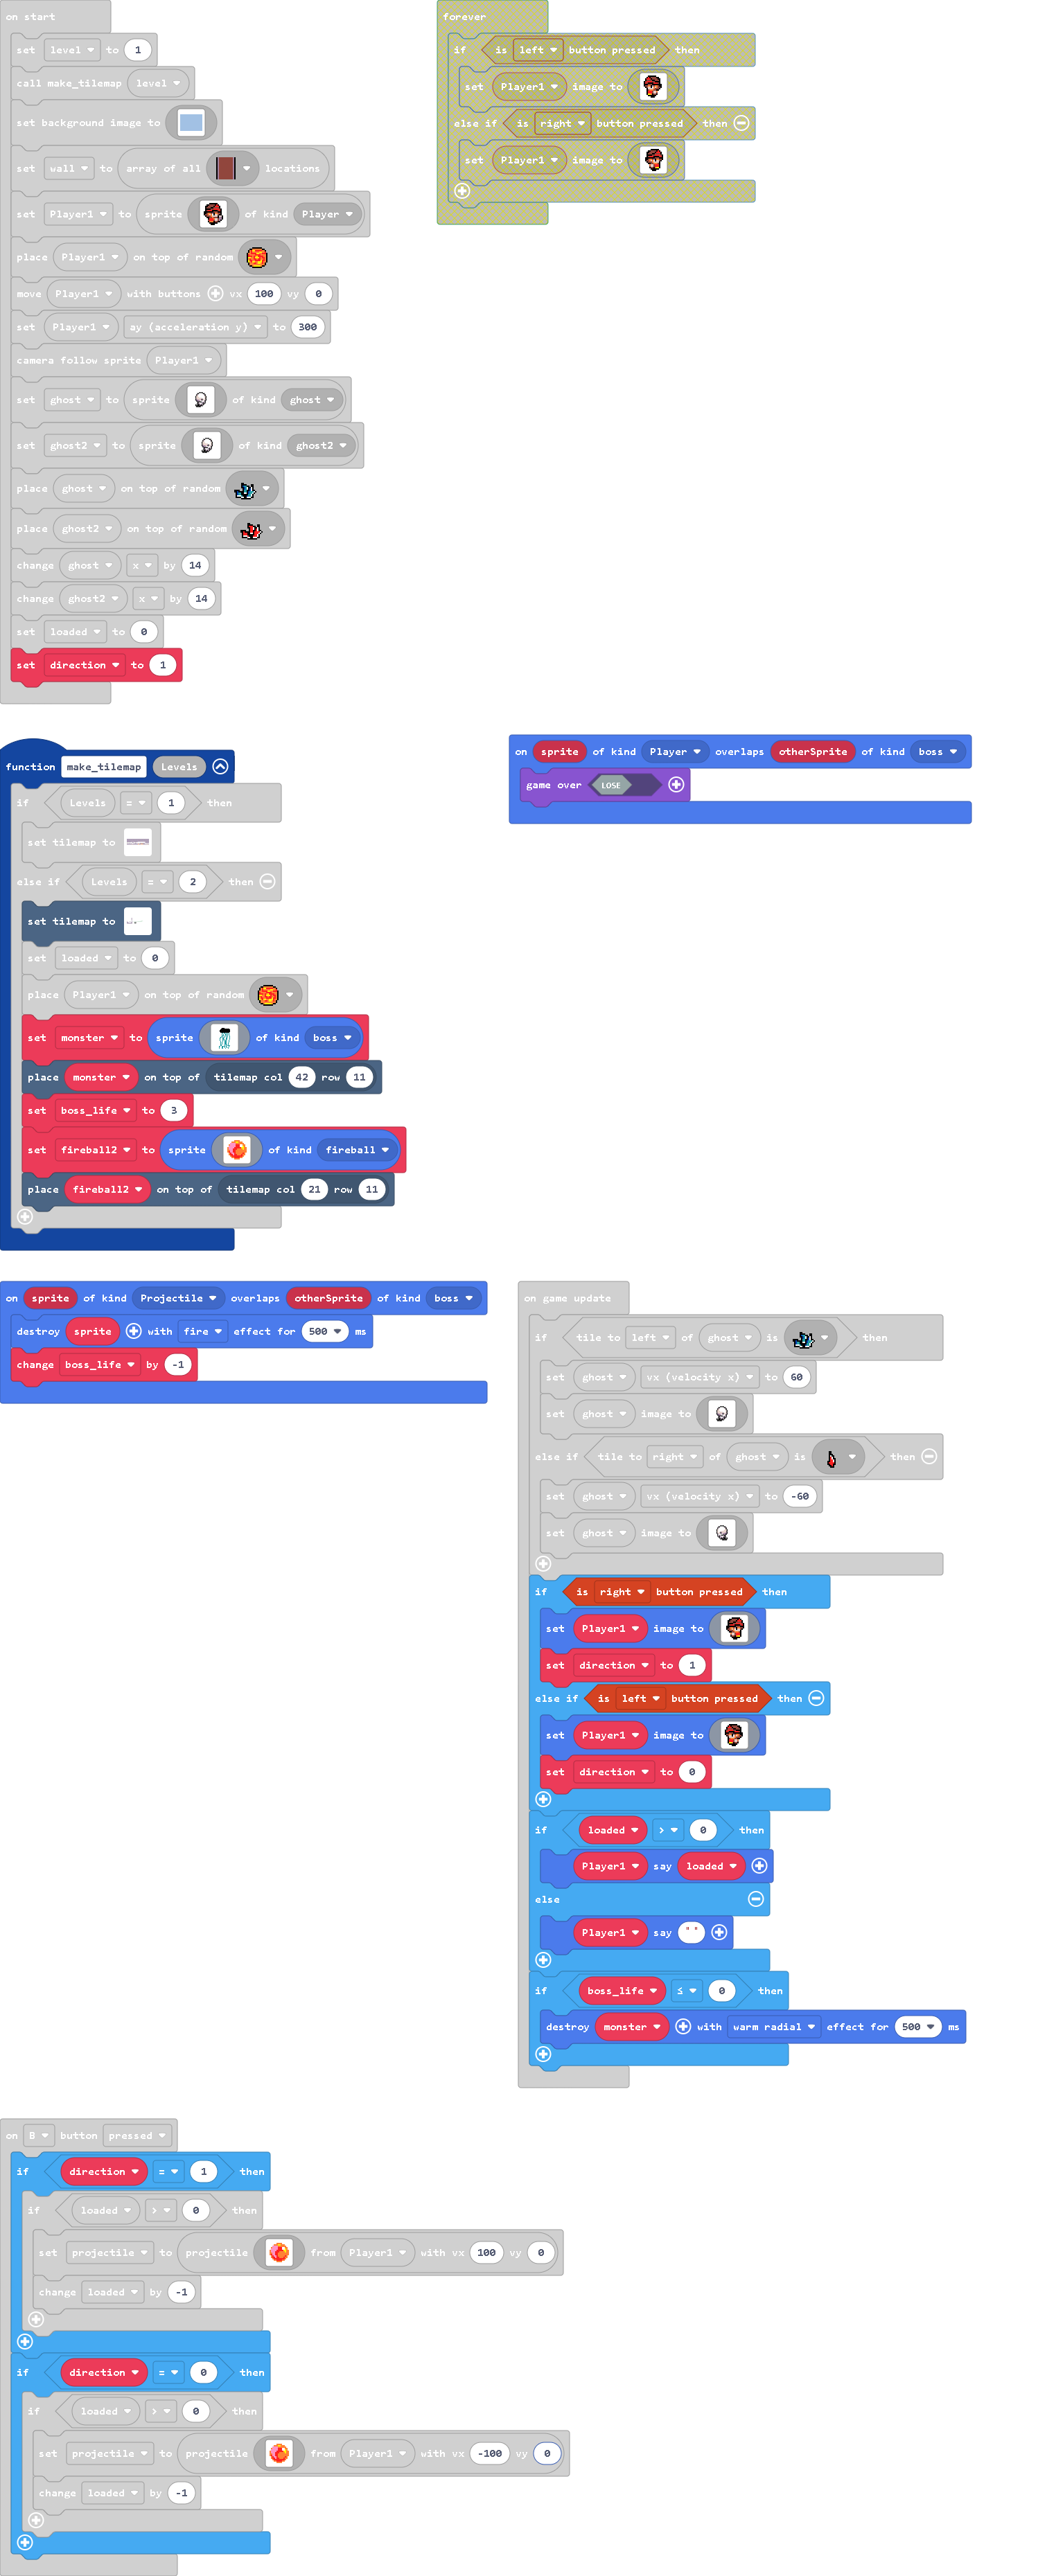 on start
set level to 1
call make_tilemap level
set background image to
set wall to array of all locations
set Player1 to sprite of kind Player
place Player1 on top of random
move Player1 with buttons vx 100 vy 0
set Player1 ay (acceleration y) to 300
camera follow sprite Player1
set ghost to sprite of kind ghost
set ghost2 to sprite of kind ghost2
place ghost on top of random
place ghost2 on top of random
change ghost x by 14
change ghost2 x by 14
set loaded to 0
set direction to 1
forever
if is left button pressed then
set Player1 image to
else if is right button pressed then
set Player1 image to
function make_tilemap Levels
if Levels = 1 then
set tilemap to
else if Levels = 2 then
set tilemap to
set loaded to 0
place Player1 on top of random
set monster to sprite of kind boss
place monster on top of tilemap col 42 row 11
set boss_life to 3
set fireball2 to sprite of kind fireball
place fireball2 on top of tilemap col 21 row 11
on sprite of kind Player overlaps otherSprite of kind boss
game over LOSE
on sprite of kind Projectile overlaps otherSprite of kind boss
destroy sprite with fire effect for 500 ms
change boss_life by -1
on game update
if tile to left of ghost is then
set ghost vx (velocity x) to 60
set ghost image to
else if tile to right of ghost is then
set ghost vx (velocity x) to -60
set ghost image to
if is right button pressed then
set Player1 image to
set direction to 1
else if is left button pressed then
set Player1 image to
set direction to 0
if loaded > 0 then
Player1 say loaded
else
Player1 say " "
if boss_life ≤ 0 then
destroy monster with warm radial effect for 500 ms
on B button pressed
if direction = 1 then
if loaded > 0 then
set projectile to projectile from Player1 with vx 100 vy 0
change loaded by -1
if direction = 0 then
if loaded > 0 then
set projectile to projectile from Player1 with vx -100 vy 0
change loaded by -1